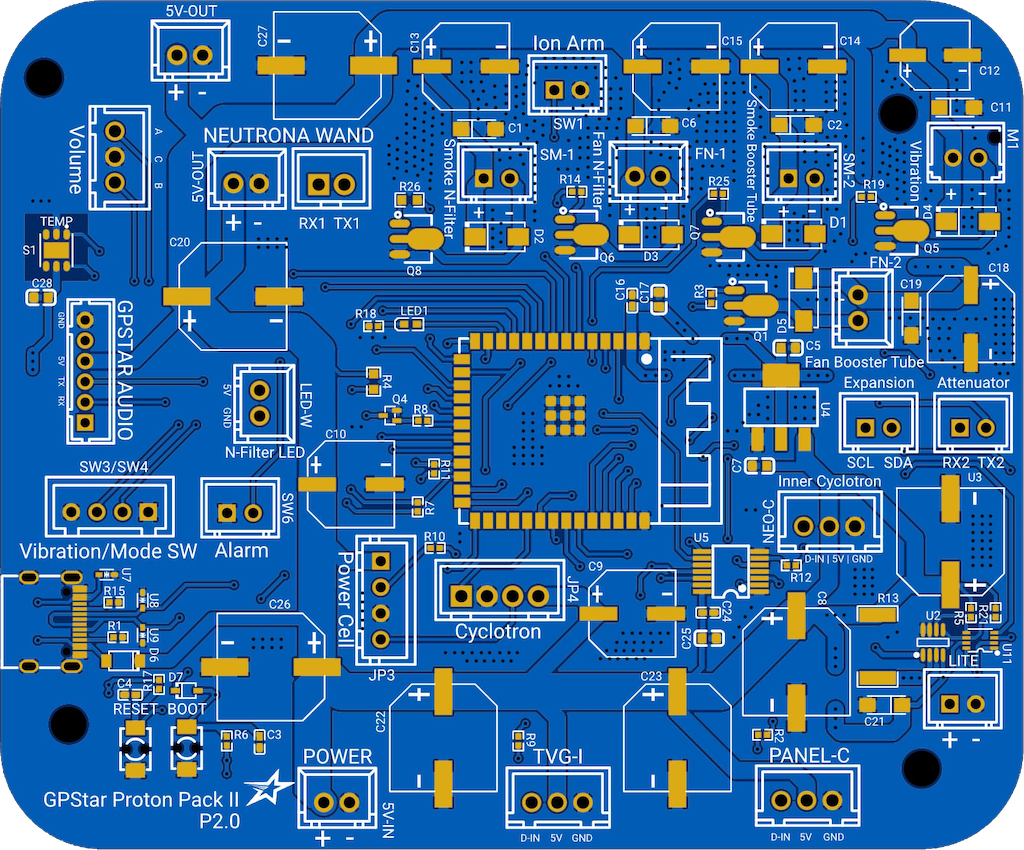 5V-OUT
C27
C13
Ion Arm
C15
C14
C12
C11
SW1
C1
C6
C2
M1
Vibration
Volume
A
C
B
NEUTRONA WAND
5V-OUT
RX1 TX1
Smoke N-Filter
SM-1
Fan N-Filter
FN-1
Smoke Booster Tube
SM-2
R26
R14
R25
R19
Q8
D2
Q6
D3
Q7
D1
Q5
D4
TEMP
S1
C28
C20
FN-2
C18
C19
C16
C17
R3
Q1
D5
C5
Fan Booster Tube
R18
LED1
GPSTAR AUDIO
GND
5V
TX
RX
5V
GND
LED-W
N-Filter LED
R4
Q4
R8
U4
Expansion
SCL SDA
Attenuator
RX2 TX2
C10
R11
R7
C7
SW3/SW4
Vibration/Mode SW
SW6
Alarm
Inner Cyclotron
NEO-C
D-IN | 5V | GND
U3
R10
Power Cell
JP3
JP4
Cyclotron
C9
U5
R12
C24
C25
C8
R13
U2
R5
R21
U11
LITE
U7
R15
U8
R1
U9
D6
C26
R17
C4
D7
RESET
BOOT
R6
C3
C22
C23
R9
R2
C21
GPStar Proton Pack II
P2.0
POWER
5V-IN
TVG-I
D-IN 5V GND
PANEL-C
D-IN 5V GND